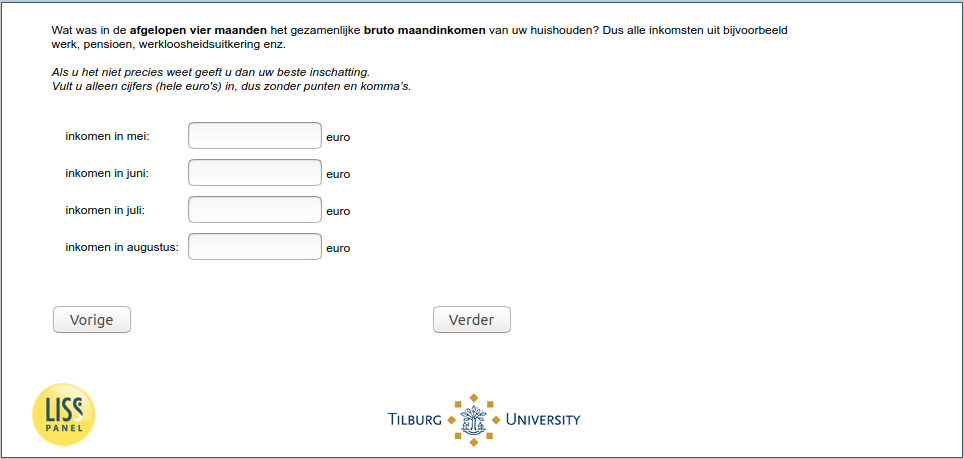 Wat was in de afgelopen vier maanden het gezamenlijke bruto maandinkomen van uw huishouden? Dus alle inkomsten uit bijvoorbeeld
werk, pensioen, werkloosheidsuitkering enz.
Als u het niet precies weet geeft u dan uw beste inschatting.
Vult u alleen cijfers (hele euro's) in, dus zonder punten en komma's.
inkomen in mei: euro
inkomen in juni: euro
inkomen in juli: euro
inkomen in augustus: euro
Vorige Verder
LISS
PANEL
TILBURG UNIVERSITY